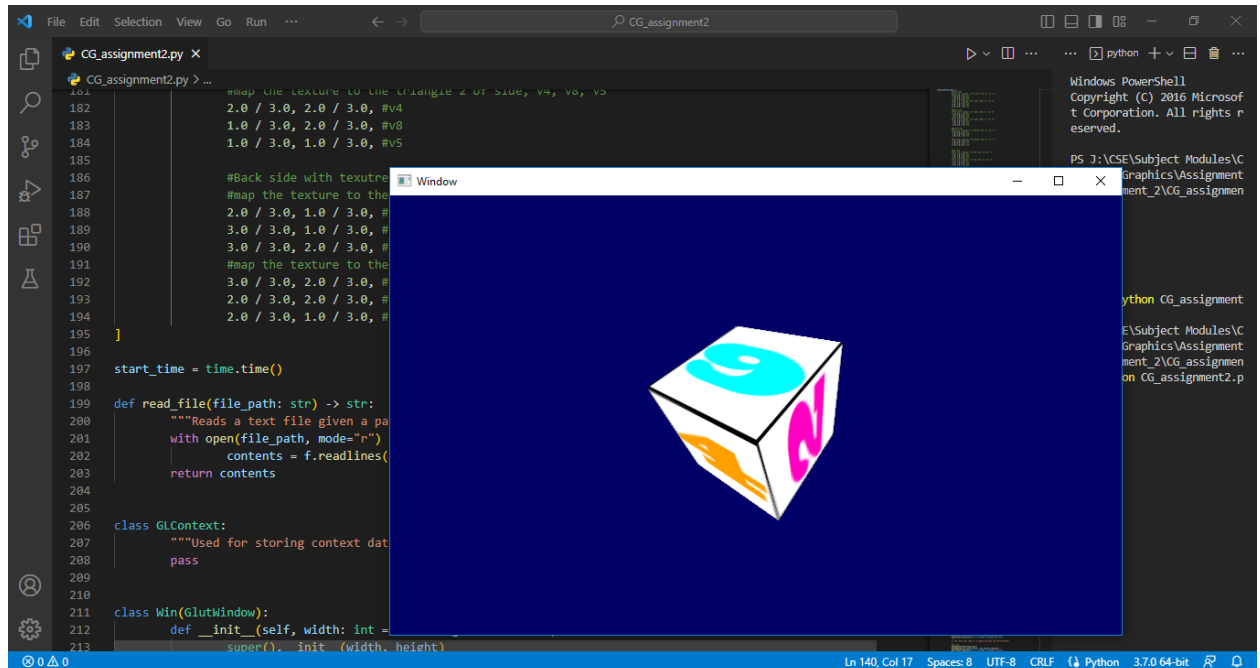 File Edit Selection View Go Run ··· CG_assignment2
CG_assignment2.py
CG_assignment2.py > ...
181 #map the texture to the triangle 2 of side, v4, v8, v5
182 2.0 / 3.0, 2.0 / 3.0, #v4
183 1.0 / 3.0, 2.0 / 3.0, #v8
184 1.0 / 3.0, 1.0 / 3.0, #v5
185
186 #Back side with texutre
187 #map the texture to the
188 2.0 / 3.0, 1.0 / 3.0, #
189 3.0 / 3.0, 1.0 / 3.0, #
190 3.0 / 3.0, 2.0 / 3.0, #
191 #map the texture to the
192 3.0 / 3.0, 2.0 / 3.0, #
193 2.0 / 3.0, 2.0 / 3.0, #
194 2.0 / 3.0, 1.0 / 3.0, #
195 ]
196
197 start_time = time.time()
198
199 def read_file(file_path: str) -> str:
200 """Reads a text file given a pa
201 with open(file_path, mode="r")
202 contents = f.readlines(
203 return contents
204
205
206 class GLContext:
207 """Used for storing context dat
208 pass
209
210
211 class Win(GlutWindow):
212 def __init__(self, width: int =
213 super().__init__(width, height)
Window
9
2
python
Windows PowerShell
Copyright (C) 2016 Microsof
t Corporation. All rights r
eserved.
PS J:\CSE\Subject Modules\C
Graphics\Assignment
ment_2\CG_assignmen
ython CG_assignment
E\Subject Modules\C
Graphics\Assignment
ment_2\CG_assignmen
on CG_assignment2.p
0 0 Ln 140, Col 17 Spaces: 8 UTF-8 CRLF Python 3.7.0 64-bit